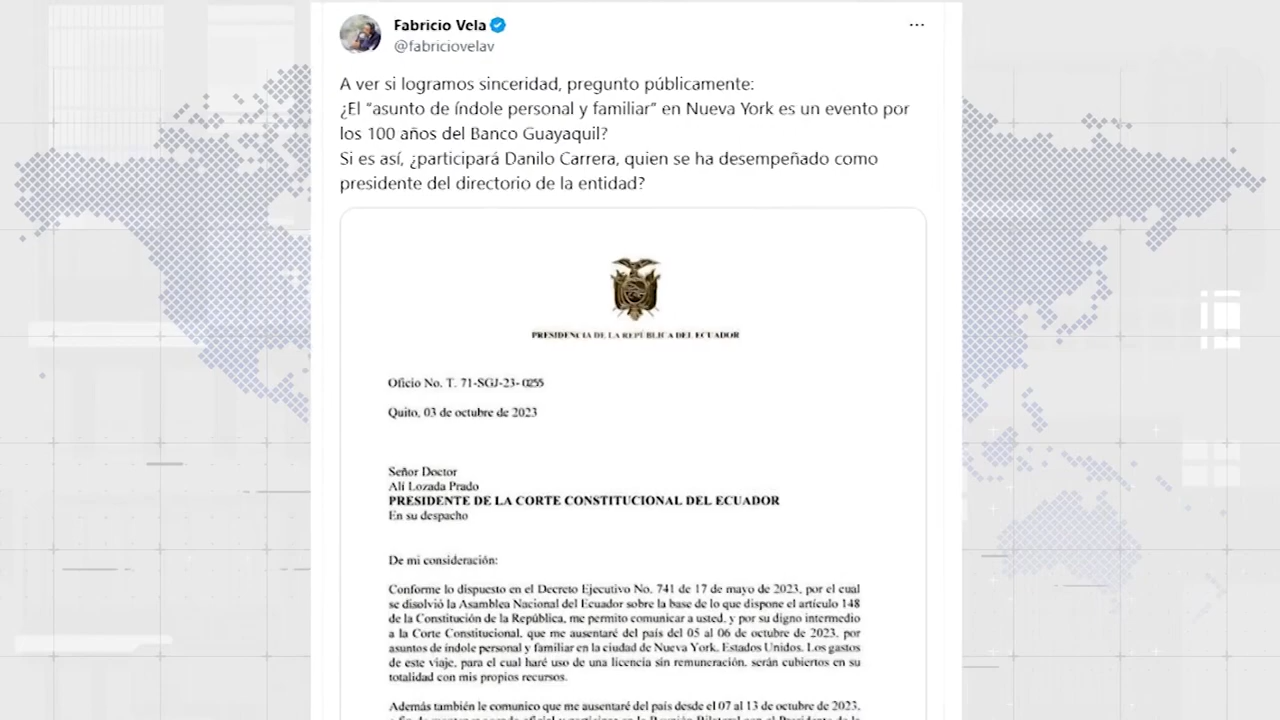 Fabricio Vela
@fabriciovelav
A ver si logramos sinceridad, pregunto públicamente:
¿El “asunto de índole personal y familiar” en Nueva York es un evento por
los 100 años del Banco Guayaquil?
Si es así, ¿participará Danilo Carrera, quien se ha desempeñado como
presidente del directorio de la entidad?
PRESIDENCIA DE LA REPÚBLICA DEL ECUADOR
Oficio No. T. 71-SGJ-23- 0255
Quito, 03 de octubre de 2023
Señor Doctor
Alí Lozada Prado
PRESIDENTE DE LA CORTE CONSTITUCIONAL DEL ECUADOR
En su despacho
De mi consideración:
Conforme lo dispuesto en el Decreto Ejecutivo No. 741 de 17 de mayo de 2023, por el cual
se disolvió la Asamblea Nacional del Ecuador sobre la base de lo que dispone el artículo 148
de la Constitución de la República, me permito comunicar a usted, y por su digno intermedio
a la Corte Constitucional, que me ausentaré del país del 05 al 06 de octubre de 2023, por
asuntos de índole personal y familiar en la ciudad de Nueva York, Estados Unidos. Los gastos
de este viaje, para el cual haré uso de una licencia sin remuneración, serán cubiertos en su
totalidad con mis propios recursos.
Además también le comunico que me ausentaré del país desde el 07 al 13 de octubre de 2023,